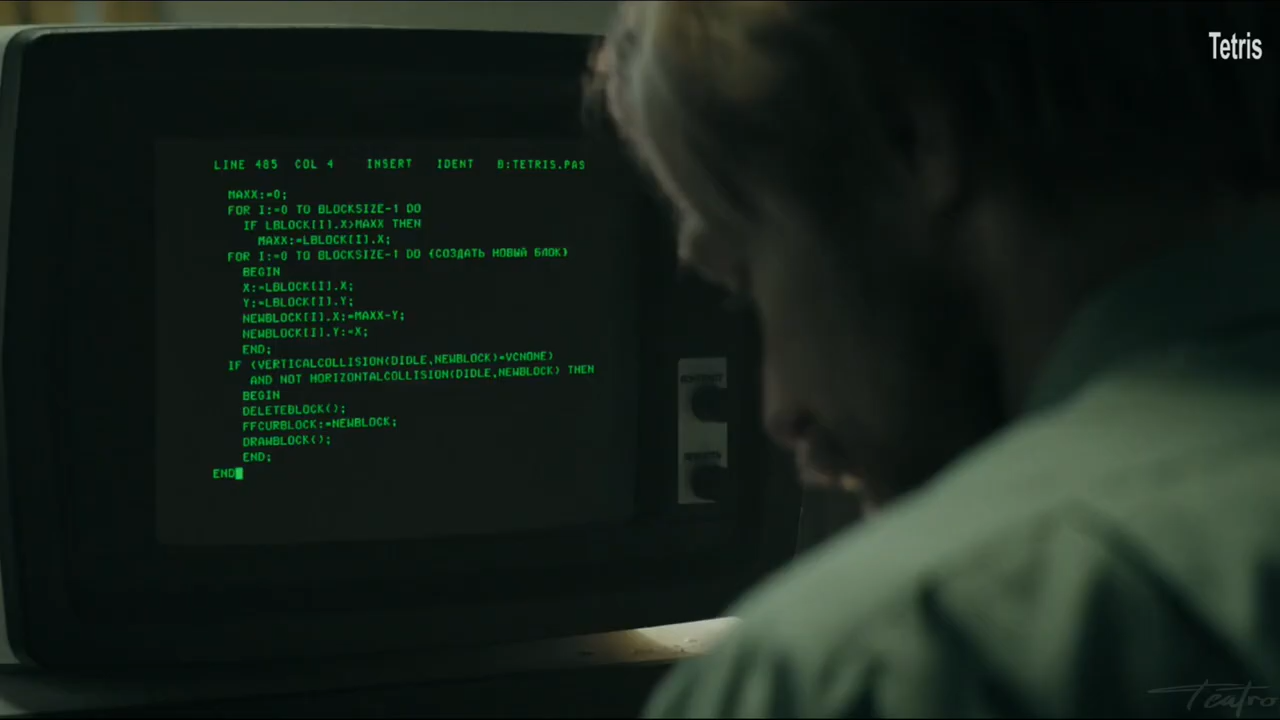 Tetris
LINE 485 COL 4 INSERT IDENT B:TETRIS.PAS
MAXX:=0;
FOR I:=0 TO BLOCKSIZE-1 DO
IF LBLOCK[I].X>MAXX THEN
MAXX:=LBLOCK[I].X;
FOR I:=0 TO BLOCKSIZE-1 DO {СОЗДАТЬ НОВЫЙ БЛОК}
BEGIN
X:=LBLOCK[I].X;
Y:=LBLOCK[I].Y;
NEWBLOCK[I].X:=MAXX-Y;
NEWBLOCK[I].Y:=X;
END;
IF (VERTICALCOLLISION(DIDLE,NEWBLOCK)=VCNONE)
AND NOT HORIZONTALCOLLISION(DIDLE,NEWBLOCK) THEN
BEGIN
DELETEBLOCK();
FFCURBLOCK:=NEWBLOCK;
DRAWBLOCK();
END;
END
Teatro